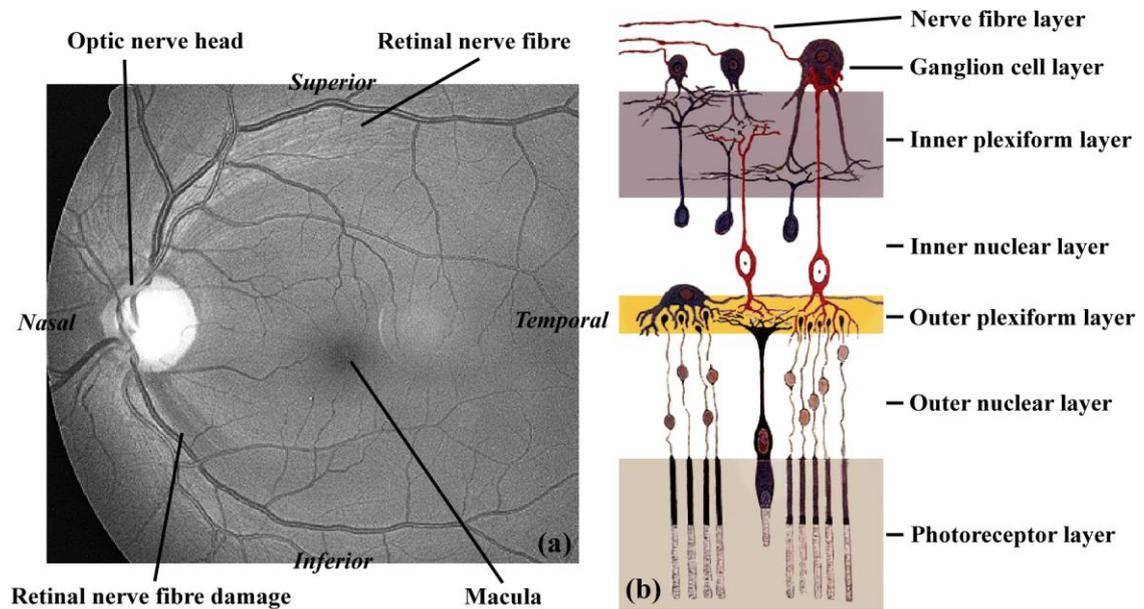 Optic nerve head
Retinal nerve fibre
Superior
Nasal
Temporal
(a)
Inferior
Retinal nerve fibre damage
Macula
Nerve fibre layer
Ganglion cell layer
Inner plexiform layer
Inner nuclear layer
Outer plexiform layer
Outer nuclear layer
Photoreceptor layer
(b)